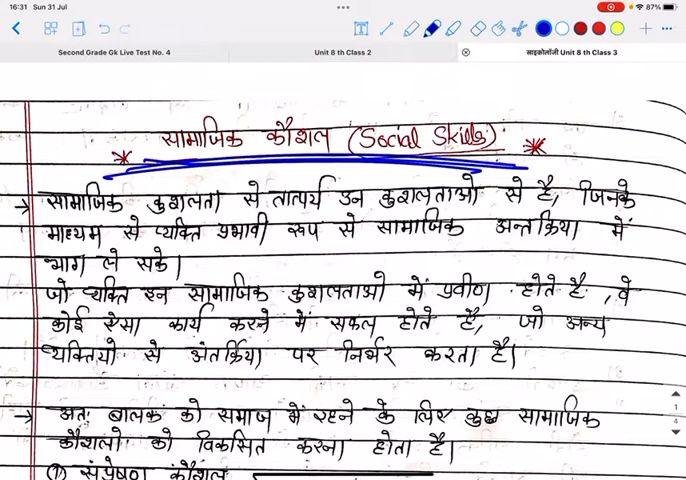 16:31 Sun 31 Jul
87%
Second Grade Gk Live Test No. 4
Unit 8 th Class 2
साइकोलॉजी Unit 8 th Class 3
सामाजिक कौशल (Social Skills)
→ सामाजिक कुशलता से तात्पर्य उन कुशलताओ से है, जिनके
माध्यम से व्यक्ति प्रभावी रूप से सामाजिक अन्तक्रिया में
भाग ले सके।
जो व्यक्ति इन सामाजिक कुशलताओ में प्रवीण होते है, वे
कोई ऐसा कार्य करने में सफल होते है, जो अन्य
व्यक्तियो से अंतर्क्रिया पर निर्भर करता है।
→ अतः बालक को समाज में रहने के लिए कुछ सामाजिक
कौशलो को विकसित करना होता है।
① संप्रेषण कौशल
1
4